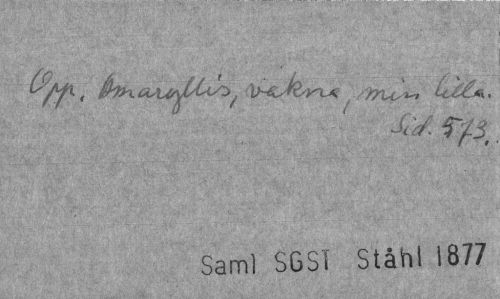 Opp, Amaryllis, vakna, min lilla.
Sid. 573.
Saml SGST Ståhl 1877